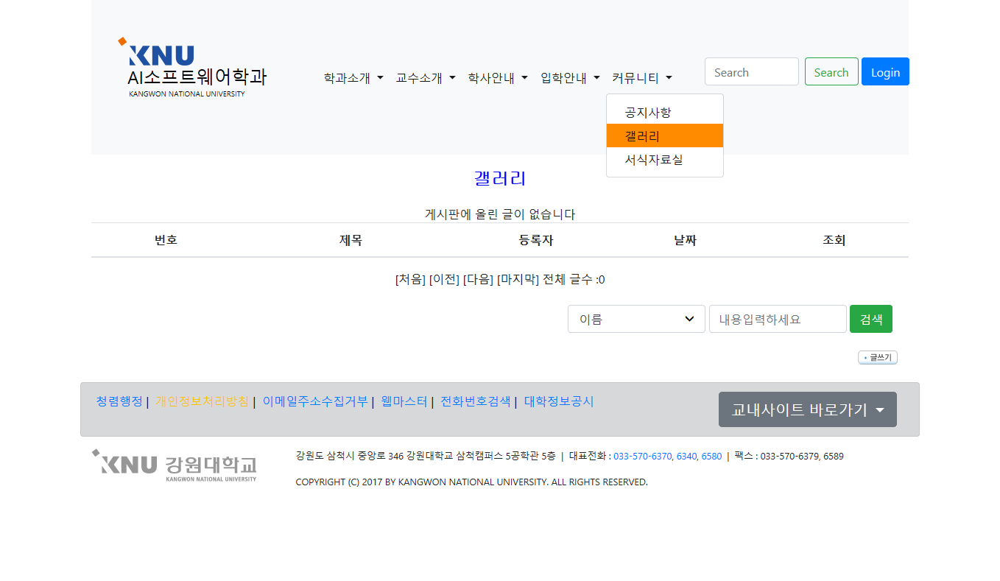 KNU
AI소프트웨어학과
KANGWON NATIONAL UNIVERSITY
학과소개 교수소개 학사안내 입학안내 커뮤니티 Search Search Login
공지사항
갤러리
서식자료실
갤러리
게시판에 올린 글이 없습니다
번호 제목 등록자 날짜 조회
[처음] [이전] [다음] [마지막] 전체 글수 :0
이름 내용입력하세요 검색
글쓰기
청렴행정 | 개인정보처리방침 | 이메일주소수집거부 | 웹마스터 | 전화번호검색 | 대학정보공시 교내사이트 바로가기
KNU 강원대학교
KANGWON NATIONAL UNIVERSITY
강원도 삼척시 중앙로 346 강원대학교 삼척캠퍼스 5공학관 5층 | 대표전화 : 033-570-6370, 6340, 6580 | 팩스 : 033-570-6379, 6589
COPYRIGHT (C) 2017 BY KANGWON NATIONAL UNIVERSITY. ALL RIGHTS RESERVED.